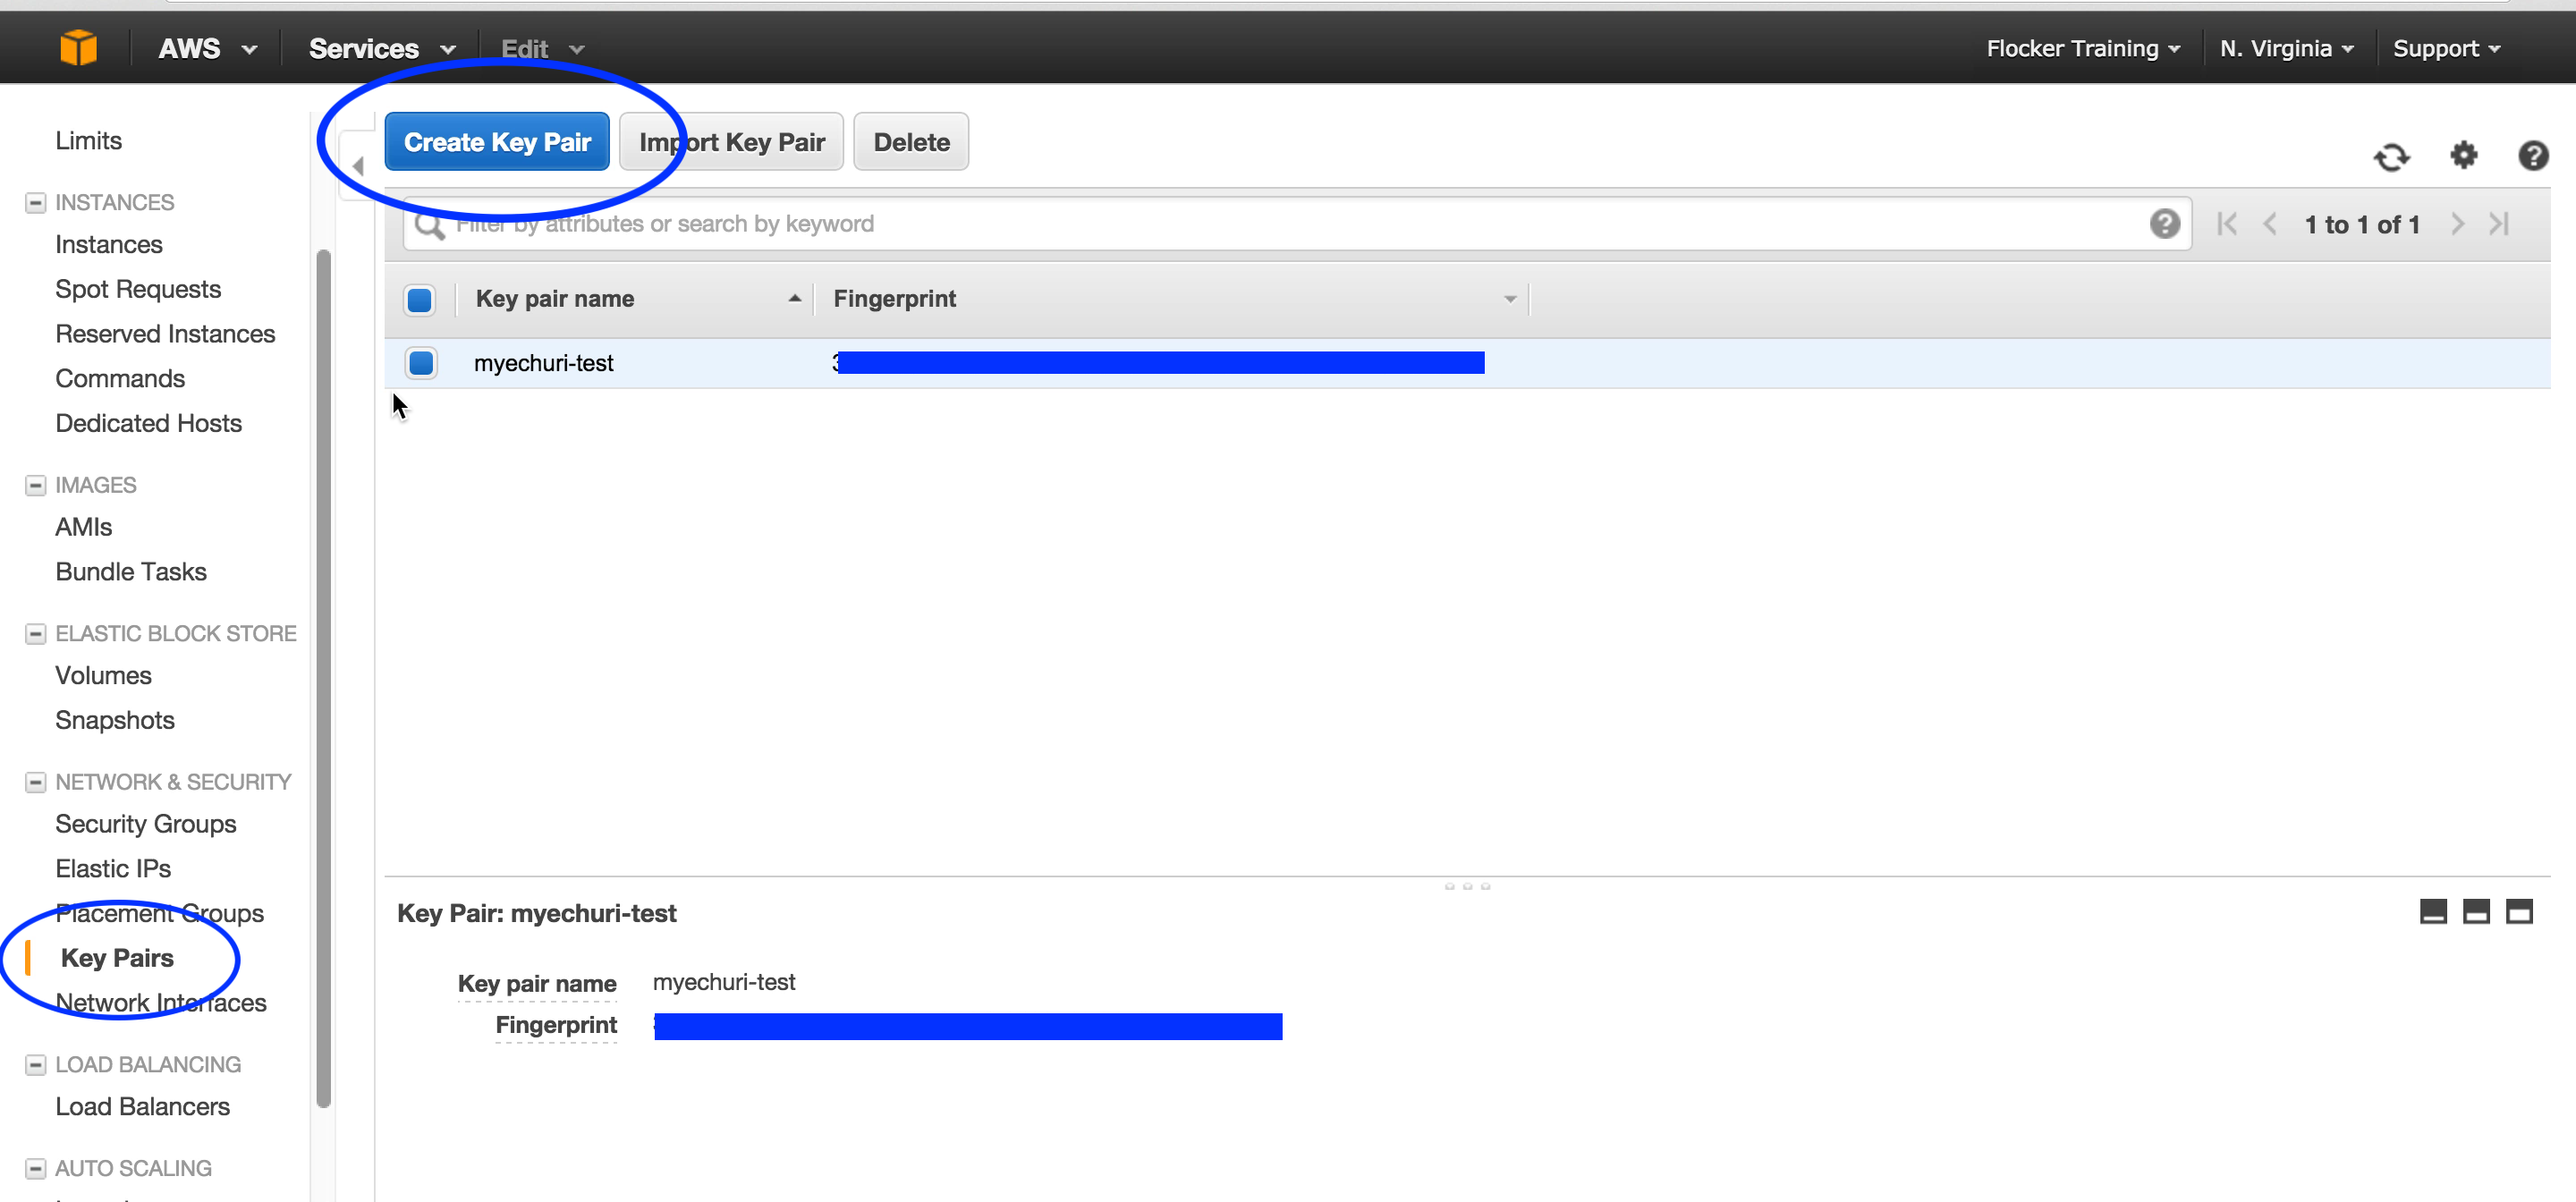 AWS Services Edit Flocker Training N. Virginia Support
Limits
INSTANCES
Instances
Spot Requests
Reserved Instances
Commands
Dedicated Hosts
IMAGES
AMIs
Bundle Tasks
ELASTIC BLOCK STORE
Volumes
Snapshots
NETWORK & SECURITY
Security Groups
Elastic IPs
Placement Groups
Key Pairs
Network Interfaces
LOAD BALANCING
Load Balancers
AUTO SCALING
Create Key Pair Import Key Pair Delete
Filter by attributes or search by keyword 1 to 1 of 1
Key pair name Fingerprint
myechuri-test
Key Pair: myechuri-test
Key pair name myechuri-test
Fingerprint